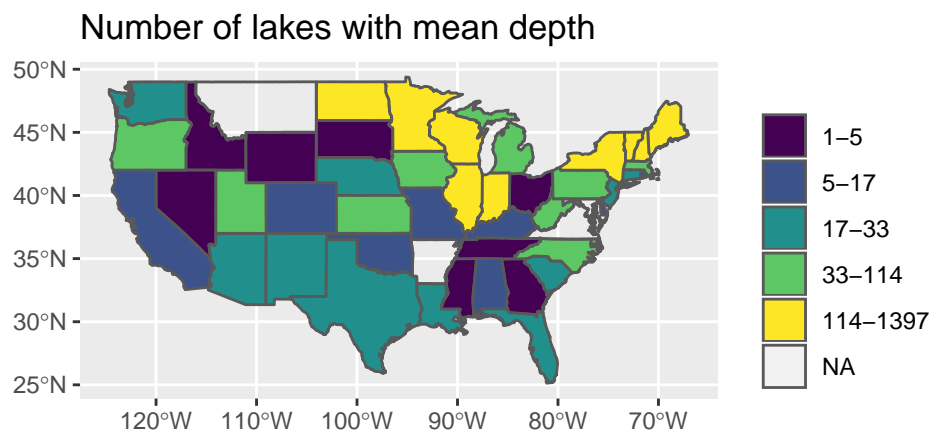 Number of lakes with mean depth
50°N
45°N
40°N
35°N
30°N
25°N
120°W 110°W 100°W 90°W 80°W 70°W
1–5
5–17
17–33
33–114
114–1397
NA